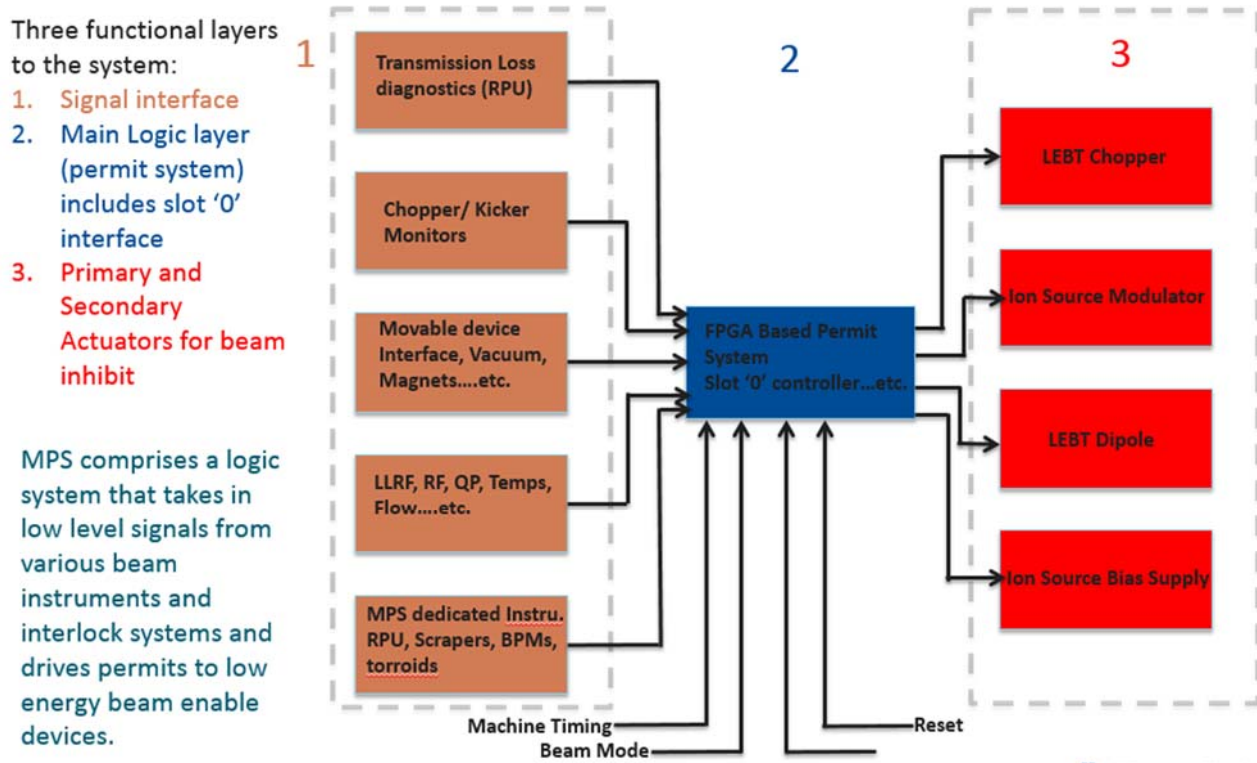 Three functional layers
to the system:
1. Signal interface
2. Main Logic layer
(permit system)
includes slot ‘0’
interface
3. Primary and
Secondary
Actuators for beam
inhibit
MPS comprises a logic
system that takes in
low level signals from
various beam
instruments and
interlock systems and
drives permits to low
energy beam enable
devices.
1
Transmission Loss
diagnostics (RPU)
Chopper/ Kicker
Monitors
Movable device
Interface, Vacuum,
Magnets....etc.
LLRF, RF, QP, Temps,
Flow....etc.
MPS dedicated Instru.
RPU, Scrapers, BPMs,
torroids
2
FPGA Based Permit
System
Slot ‘0’ controller...etc.
Machine Timing
Beam Mode
Reset
3
LEBT Chopper
Ion Source Modulator
LEBT Dipole
Ion Source Bias Supply